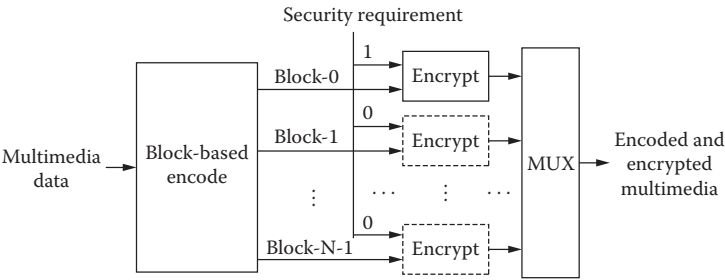 Security requirement
1
Block-0
Encrypt
0
Block-1
Encrypt
Multimedia
data
Block-based
encode
MUX
Encoded and
encrypted
multimedia
0
Block-N-1
Encrypt